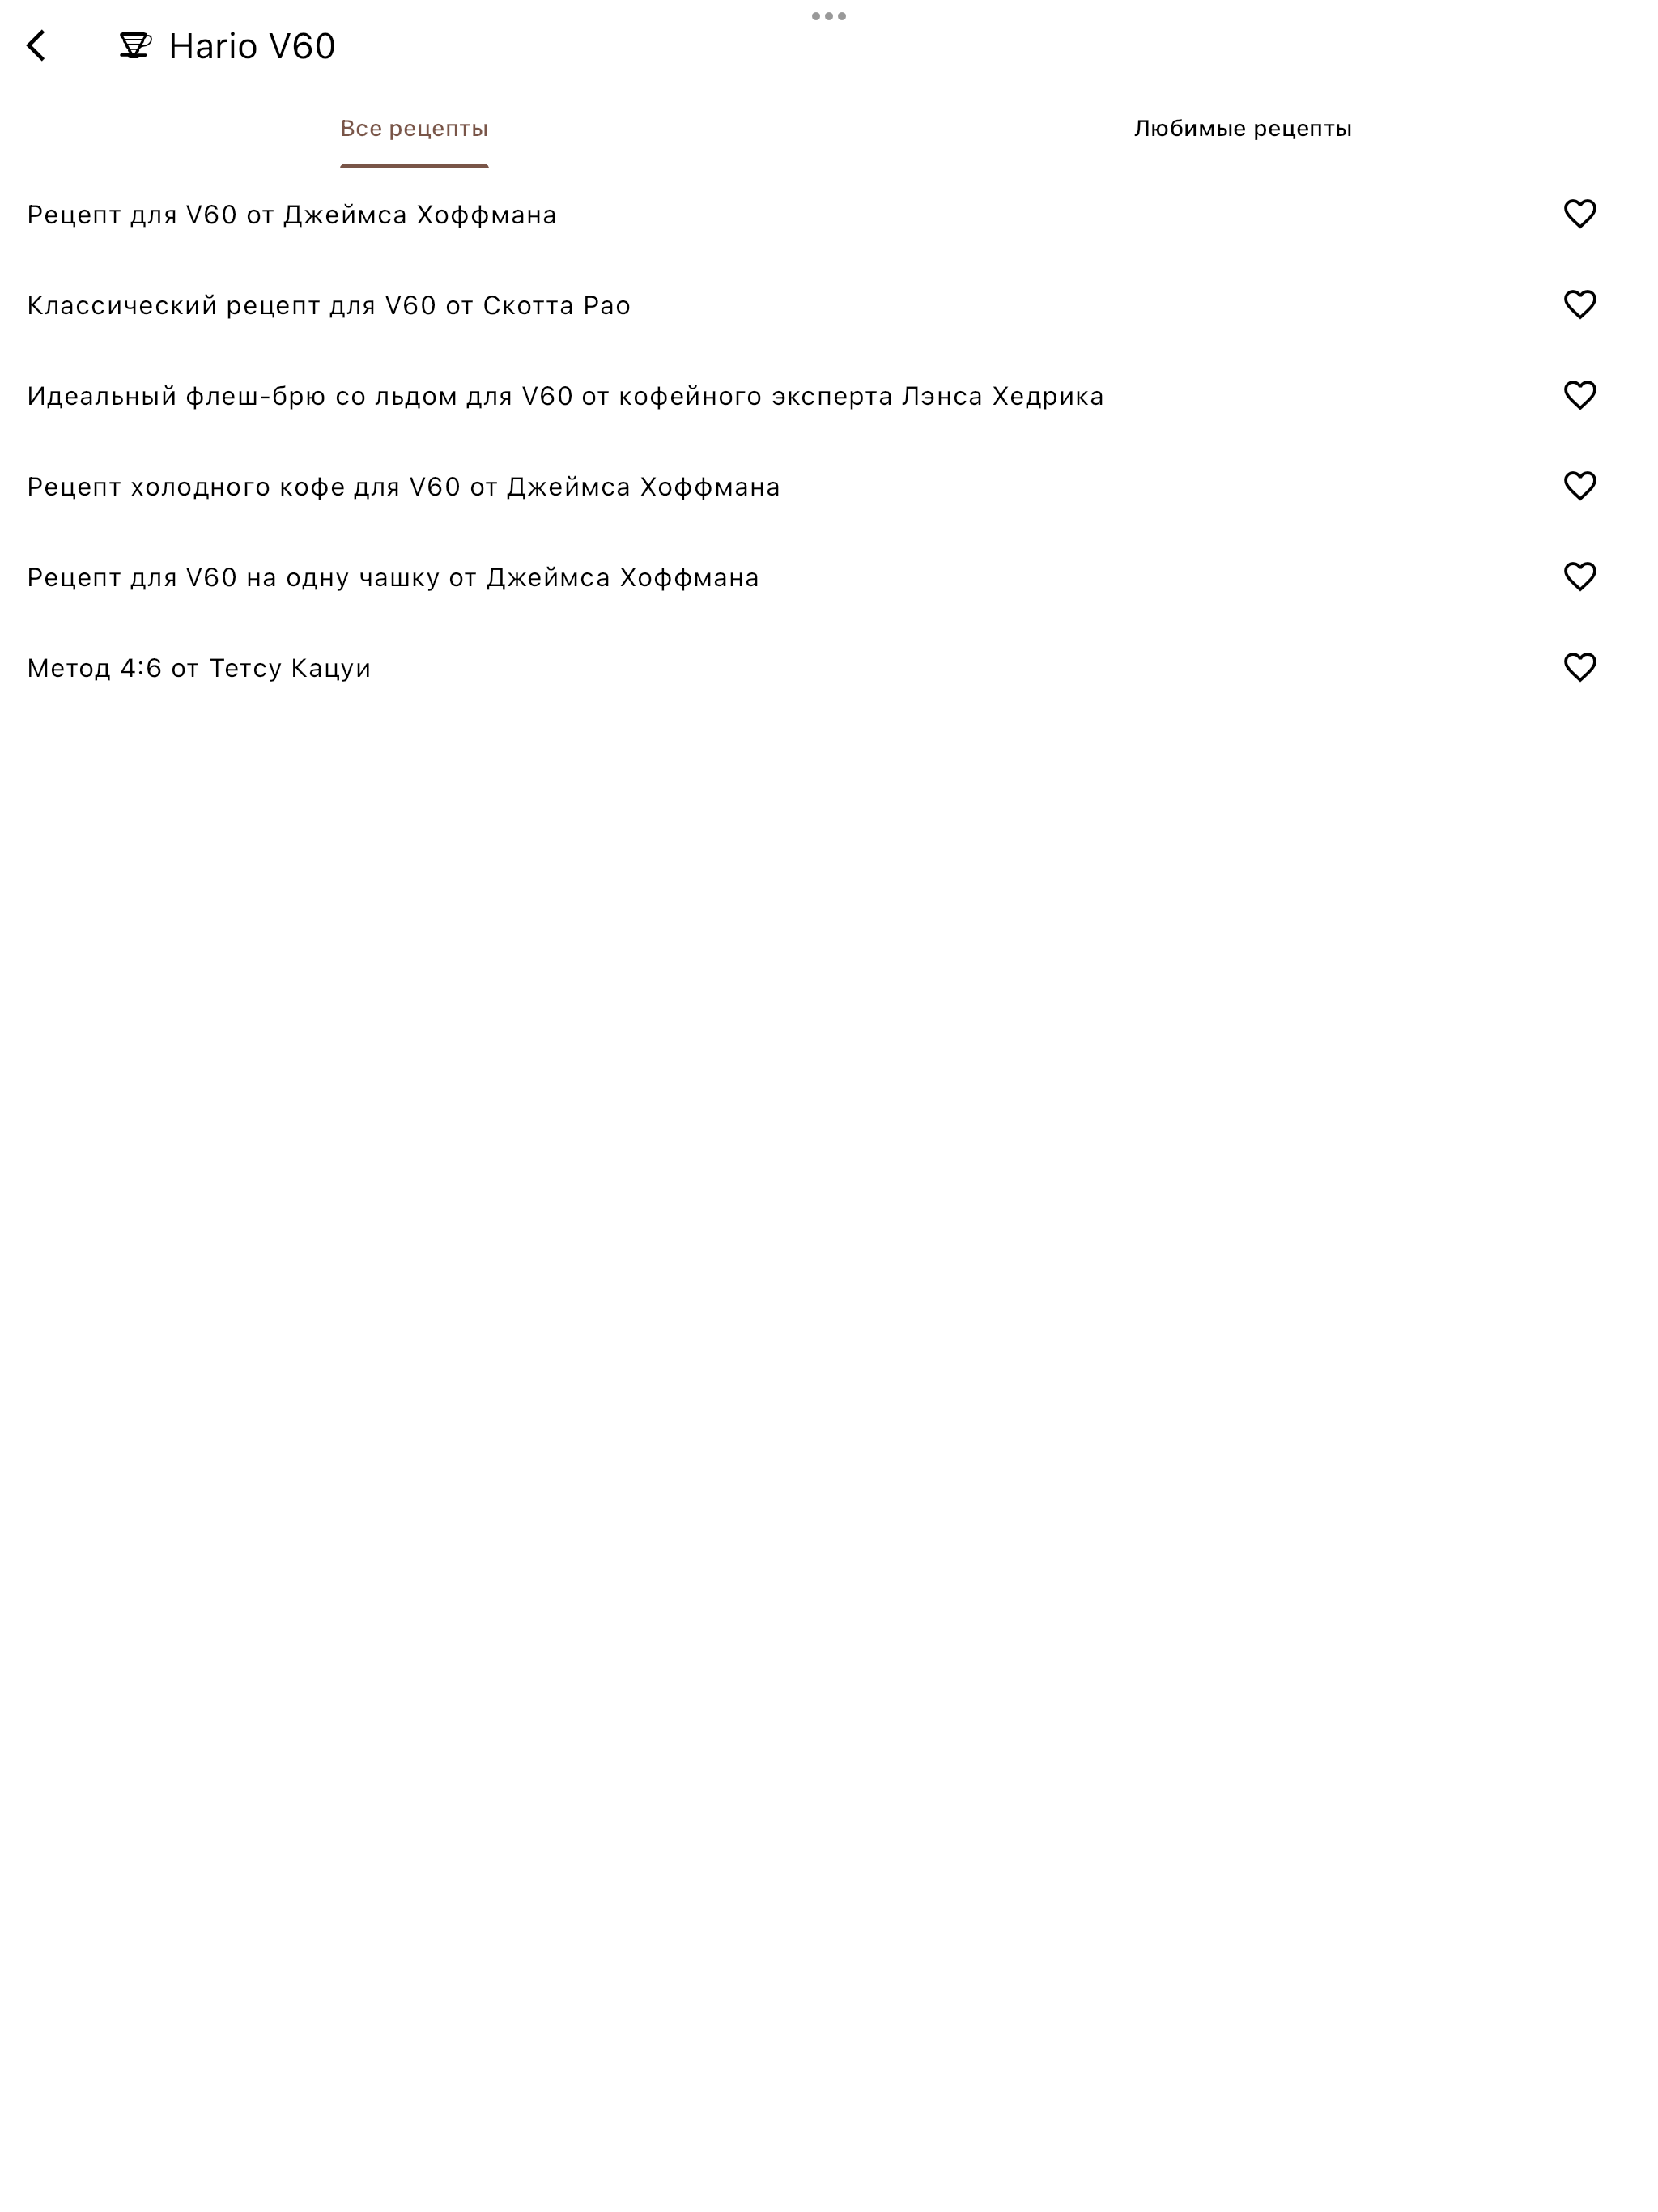 Hario V60
Все рецепты
Любимые рецепты
Рецепт для V60 от Джеймса Хоффмана
Классический рецепт для V60 от Скотта Рао
Идеальный флеш-брю со льдом для V60 от кофейного эксперта Лэнса Хедрика
Рецепт холодного кофе для V60 от Джеймса Хоффмана
Рецепт для V60 на одну чашку от Джеймса Хоффмана
Метод 4:6 от Тетсу Кацуи